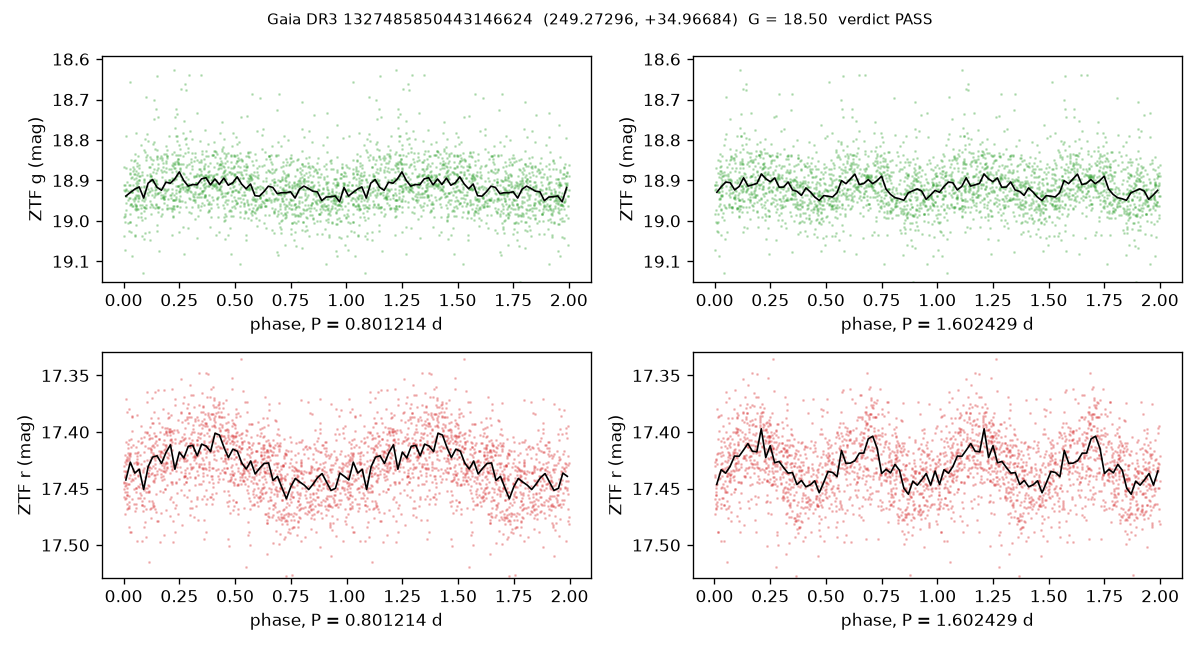 Gaia DR3 1327485850443146624 (249.27296, +34.96684) G = 18.50 verdict PASS
18.6
18.7
18.8
18.9
19.0
19.1
ZTF g (mag)
0.00 0.25 0.50 0.75 1.00 1.25 1.50 1.75 2.00
phase, P = 0.801214 d
18.6
18.7
18.8
18.9
19.0
19.1
ZTF g (mag)
0.00 0.25 0.50 0.75 1.00 1.25 1.50 1.75 2.00
phase, P = 1.602429 d
17.35
17.40
17.45
17.50
ZTF r (mag)
0.00 0.25 0.50 0.75 1.00 1.25 1.50 1.75 2.00
phase, P = 0.801214 d
17.35
17.40
17.45
17.50
ZTF r (mag)
0.00 0.25 0.50 0.75 1.00 1.25 1.50 1.75 2.00
phase, P = 1.602429 d